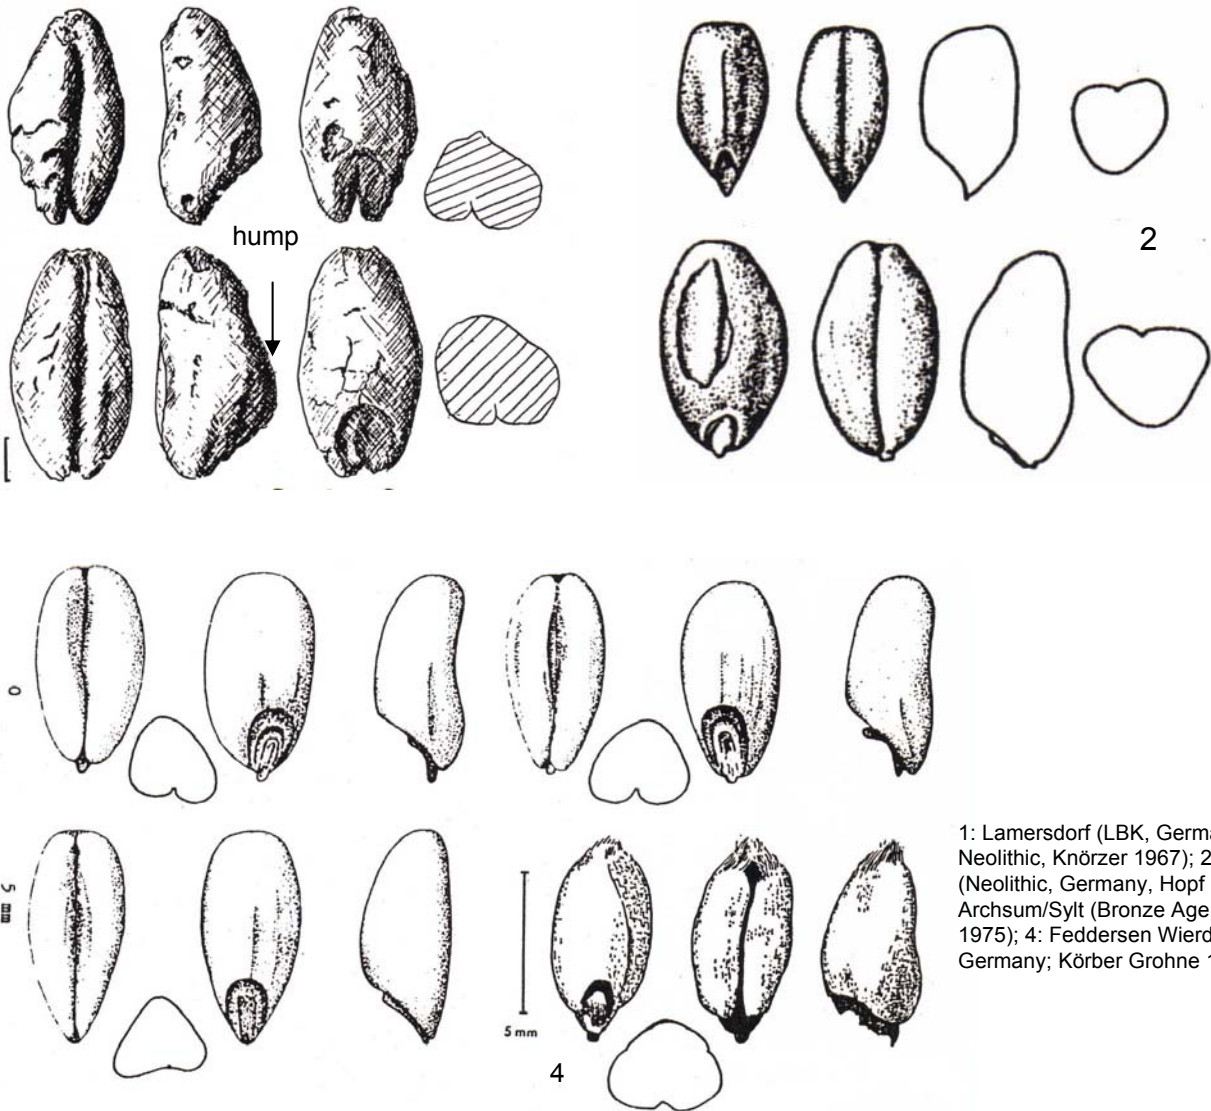 hump
2
0
5 mm
5 mm
4
1: Lamersdorf (LBK, Germa
Neolithic, Knörzer 1967); 2
(Neolithic, Germany, Hopf
Archsum/Sylt (Bronze Age
1975); 4: Feddersen Wierd
Germany; Körber Grohne 1